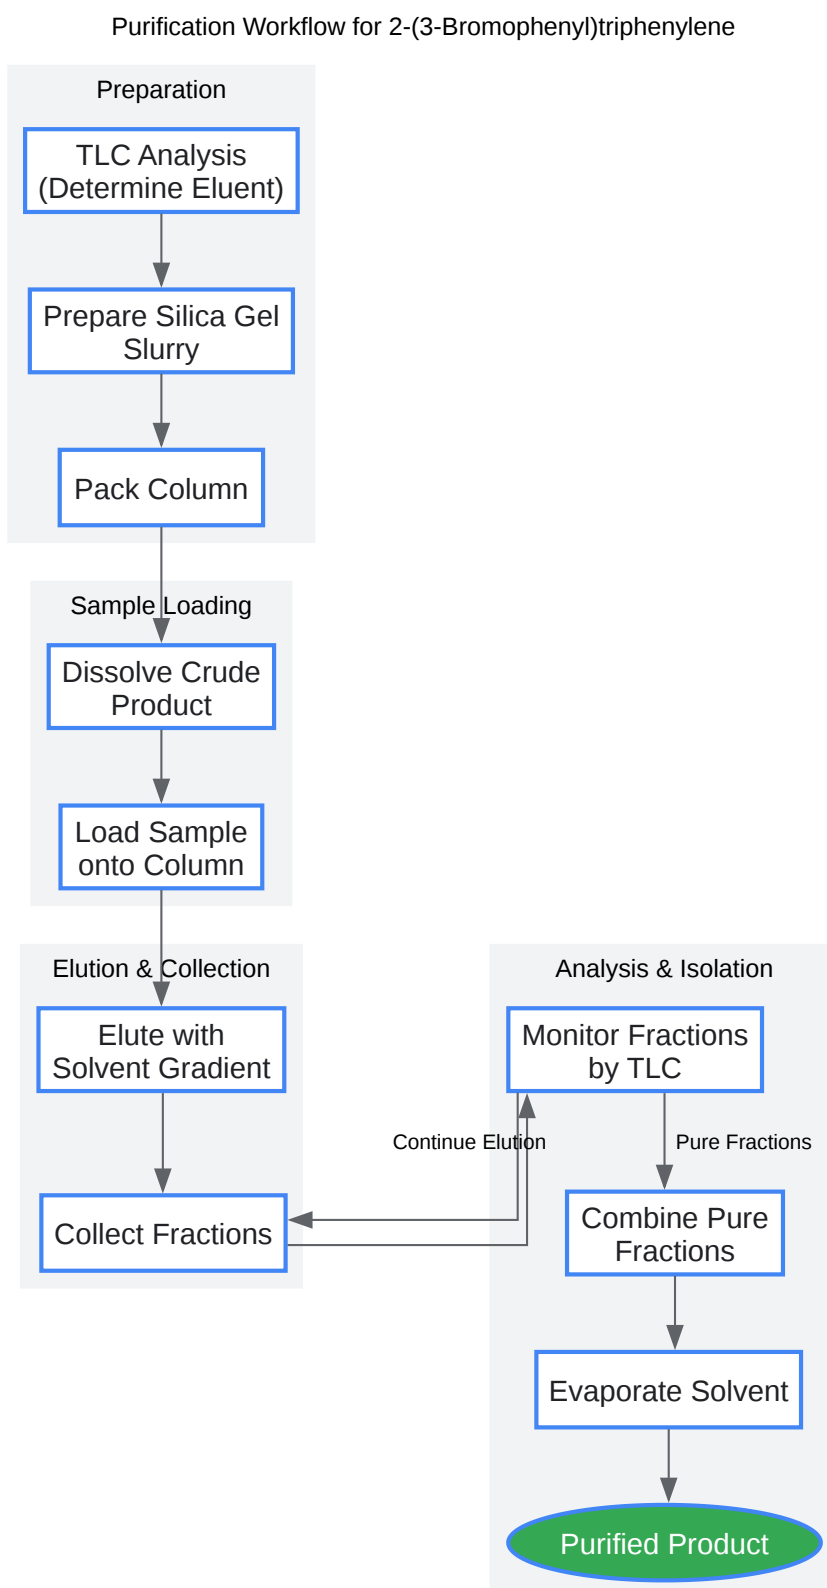 Purification Workflow for 2-(3-Bromophenyl)triphenylene
Preparation
TLC Analysis
(Determine Eluent)
Prepare Silica Gel
Slurry
Pack Column
Sample Loading
Dissolve Crude
Product
Load Sample
onto Column
Elution & Collection
Elute with
Solvent Gradient
Collect Fractions
Analysis & Isolation
Monitor Fractions
by TLC
Continue Elution
Pure Fractions
Combine Pure
Fractions
Evaporate Solvent
Purified Product